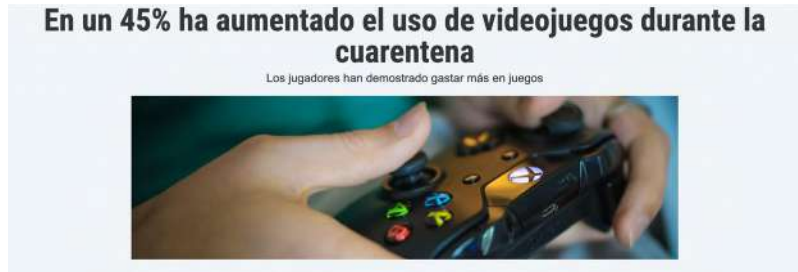 En un 45% ha aumentado el uso de videojuegos durante la
cuarentena
Los jugadores han demostrado gastar más en juegos